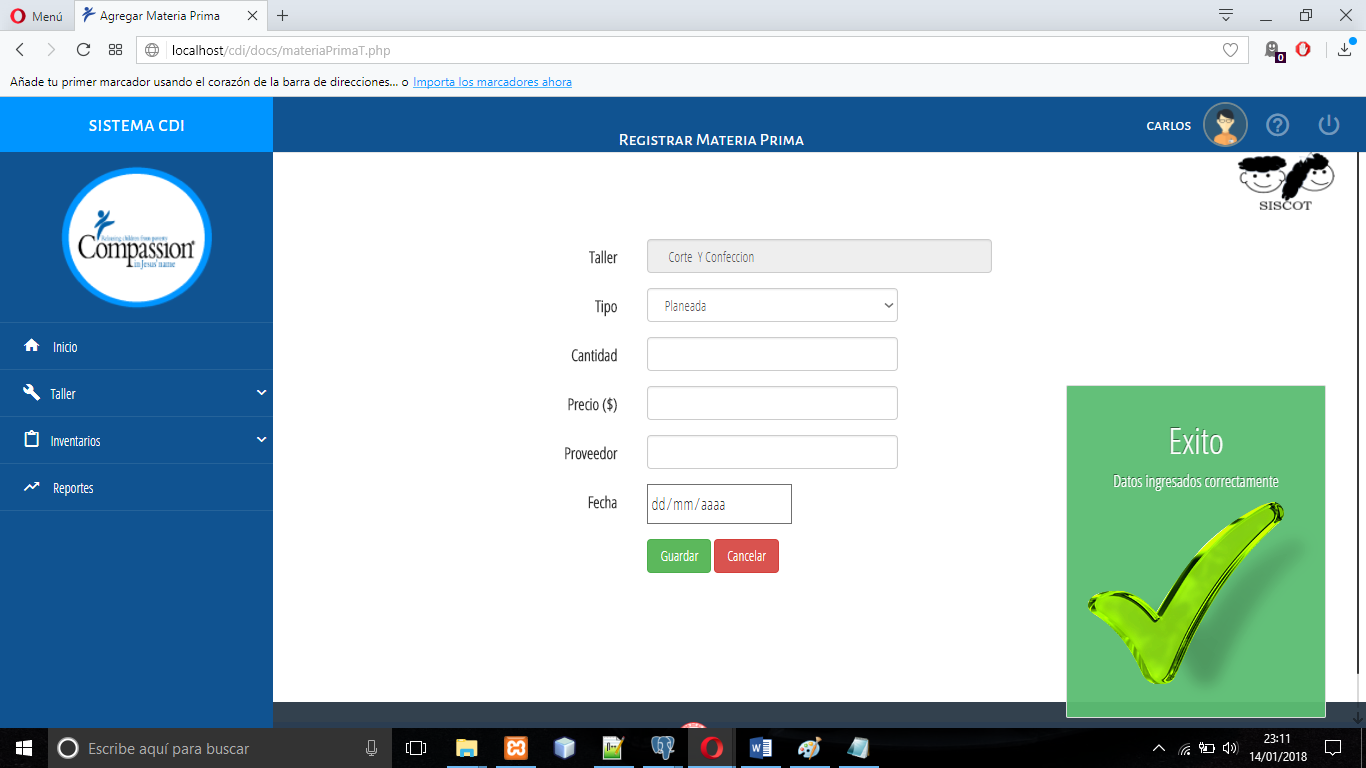 Menú
Agregar Materia Prima
localhost/cdi/docs/materiaPrimaT.php
0
Añade tu primer marcador usando el corazón de la barra de direcciones... o Importa los marcadores ahora
SISTEMA CDI
Registrar Materia Prima
CARLOS
SISCOT
Releasing children from poverty
Compassion®
in Jesus' name
Inicio
Taller
Inventarios
Reportes
Taller
Corte Y Confeccion
Tipo
Planeada
Cantidad
Precio ($)
Proveedor
Fecha
dd/mm/aaaa
Guardar
Cancelar
Exito
Datos ingresados correctamente
Escribe aquí para buscar
23:11
14/01/2018